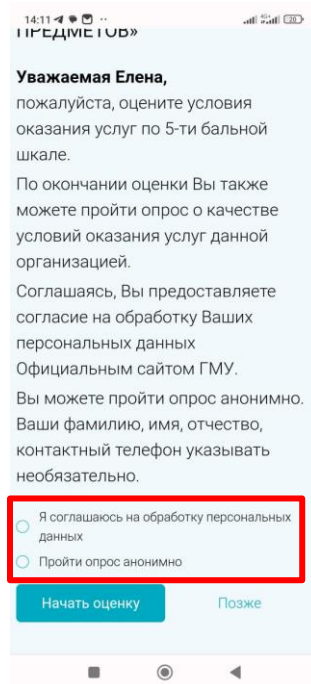 14:11
20
ПРЕДМЕТОВ»
Уважаемая Елена,
пожалуйста, оцените условия
оказания услуг по 5-ти бальной
шкале.
По окончании оценки Вы также
можете пройти опрос о качестве
условий оказания услуг данной
организацией.
Соглашаясь, Вы предоставляете
согласие на обработку Ваших
персональных данных
Официальным сайтом ГМУ.
Вы можете пройти опрос анонимно.
Ваши фамилию, имя, отчество,
контактный телефон указывать
необязательно.
Я соглашаюсь на обработку персональных
данных
Пройти опрос анонимно
Начать оценку
Позже